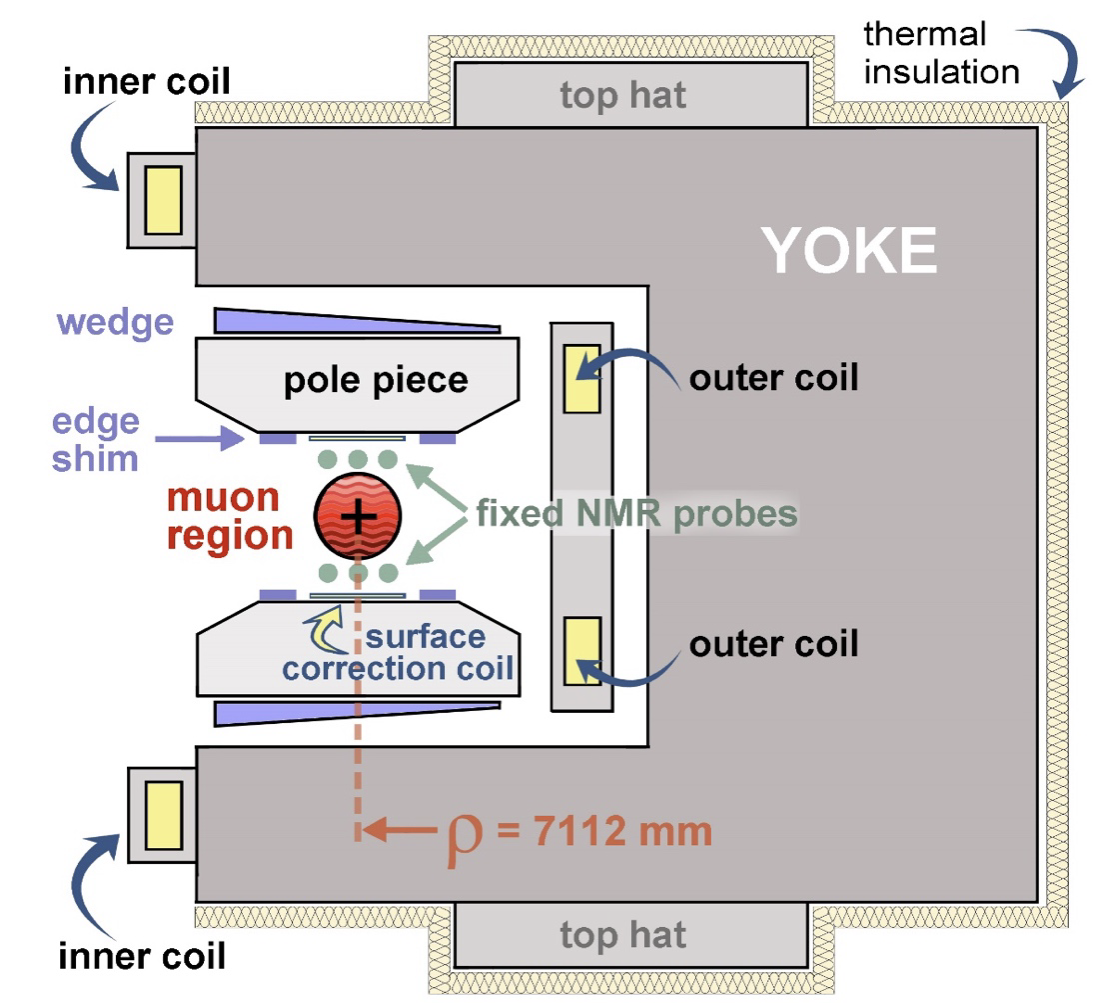 thermal
insulation
inner coil
top hat
YOKE
wedge
pole piece
outer coil
edge
shim
muon
region
fixed NMR probes
surface
correction coil
outer coil
ρ = 7112 mm
top hat
inner coil